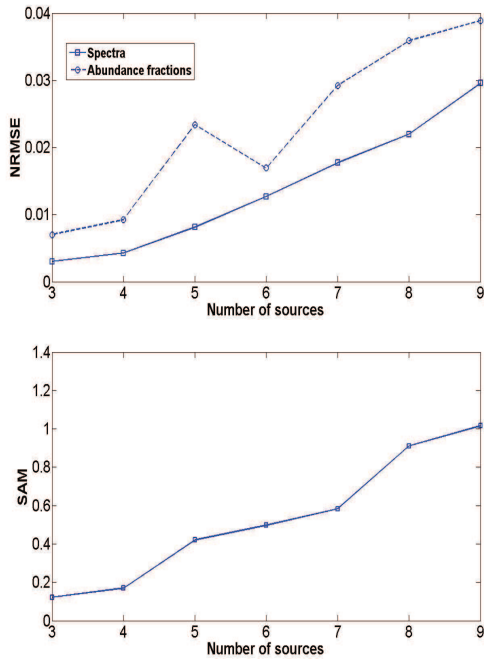 0.04
0.03
0.02
0.01
0
NRMSE
Spectra
Abundance fractions
3 4 5 6 7 8 9
Number of sources
1.4
1.2
1
0.8
0.6
0.4
0.2
0
SAM
3 4 5 6 7 8 9
Number of sources